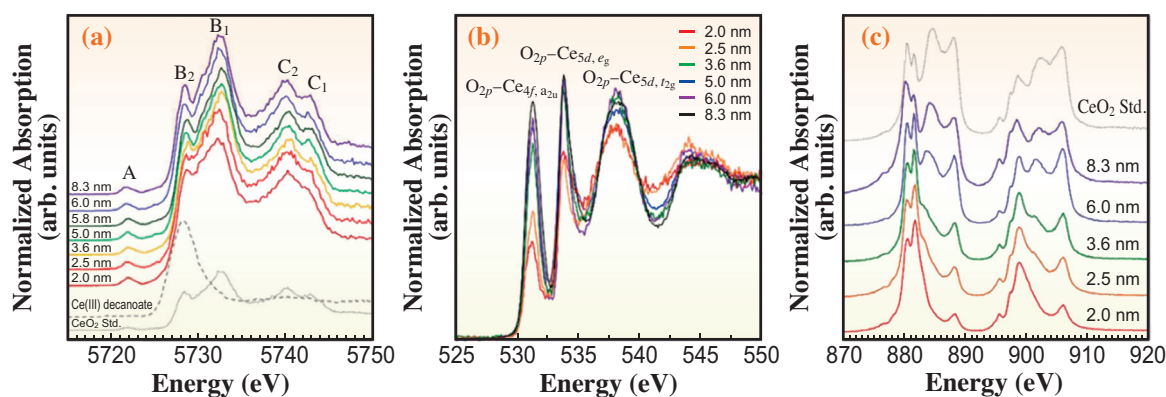 (a)
Normalized Absorption
(arb. units)
A
B₂
B₁
C₂
C₁
8.3 nm
6.0 nm
5.8 nm
5.0 nm
3.6 nm
2.5 nm
2.0 nm
Ce(III) decanoate
CeO₂ Std.
5720 5730 5740 5750
Energy (eV)
(b)
Normalized Absorption
(arb. units)
O₂ₚ–Ce₄f, a₂ᵤ
O₂ₚ–Ce₅d, e_g
O₂ₚ–Ce₅d, t₂g
2.0 nm
2.5 nm
3.6 nm
5.0 nm
6.0 nm
8.3 nm
525 530 540 550
Energy (eV)
(c)
Normalized Absorption
(arb. units)
CeO₂ Std.
8.3 nm
6.0 nm
3.6 nm
2.5 nm
2.0 nm
870 880 890 900 910 920
Energy (eV)